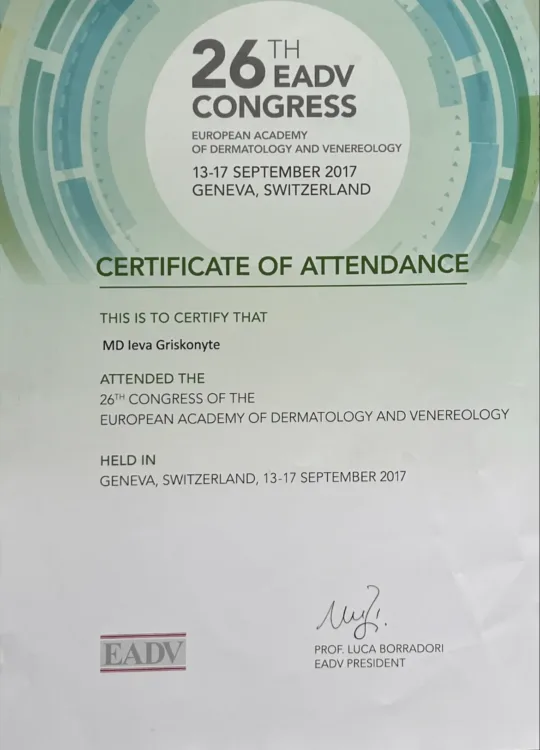 26TH
EADV
CONGRESS
EUROPEAN ACADEMY
OF DERMATOLOGY AND VENEREOLOGY
13-17 SEPTEMBER 2017
GENEVA, SWITZERLAND
CERTIFICATE OF ATTENDANCE
THIS IS TO CERTIFY THAT
MD Ieva Griskonyte
ATTENDED THE
26TH CONGRESS OF THE
EUROPEAN ACADEMY OF DERMATOLOGY AND VENEREOLOGY
HELD IN
GENEVA, SWITZERLAND, 13-17 SEPTEMBER 2017
EADV
PROF. LUCA BORRADORI
EADV PRESIDENT